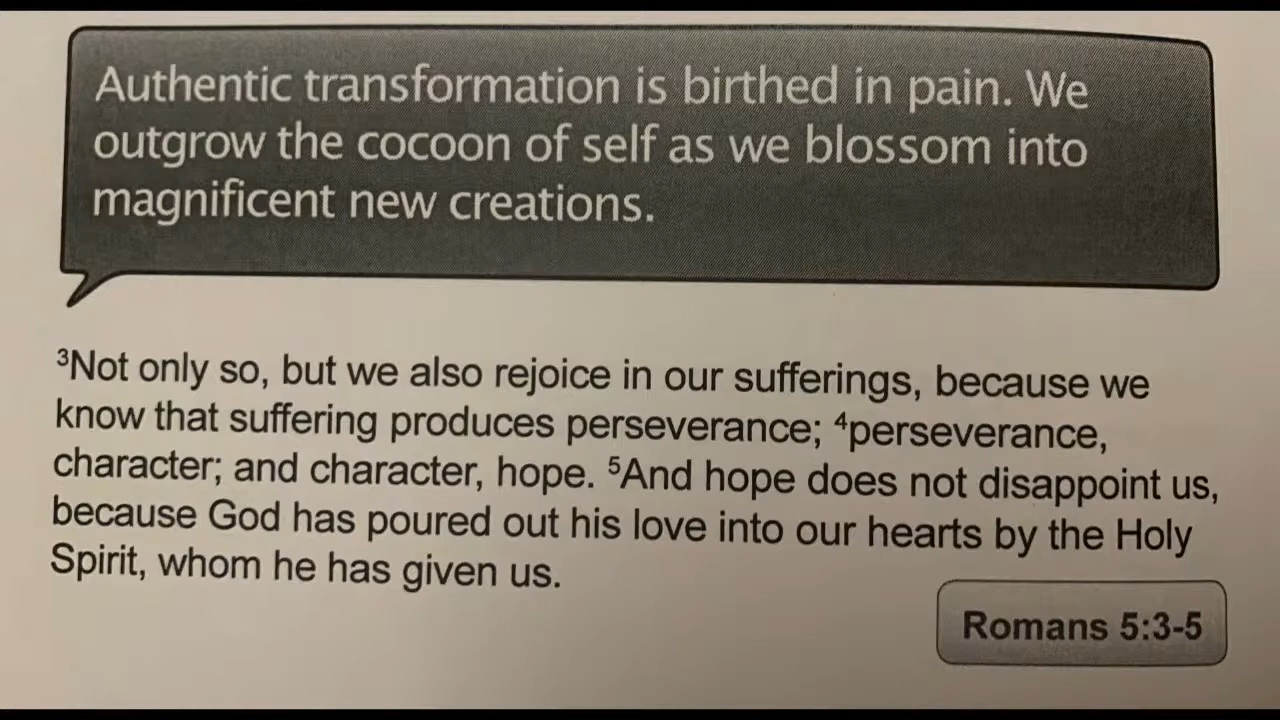 Authentic transformation is birthed in pain. We
outgrow the cocoon of self as we blossom into
magnificent new creations.
³Not only so, but we also rejoice in our sufferings, because we
know that suffering produces perseverance; ⁴perseverance,
character; and character, hope. ⁵And hope does not disappoint us,
because God has poured out his love into our hearts by the Holy
Spirit, whom he has given us.
Romans 5:3-5